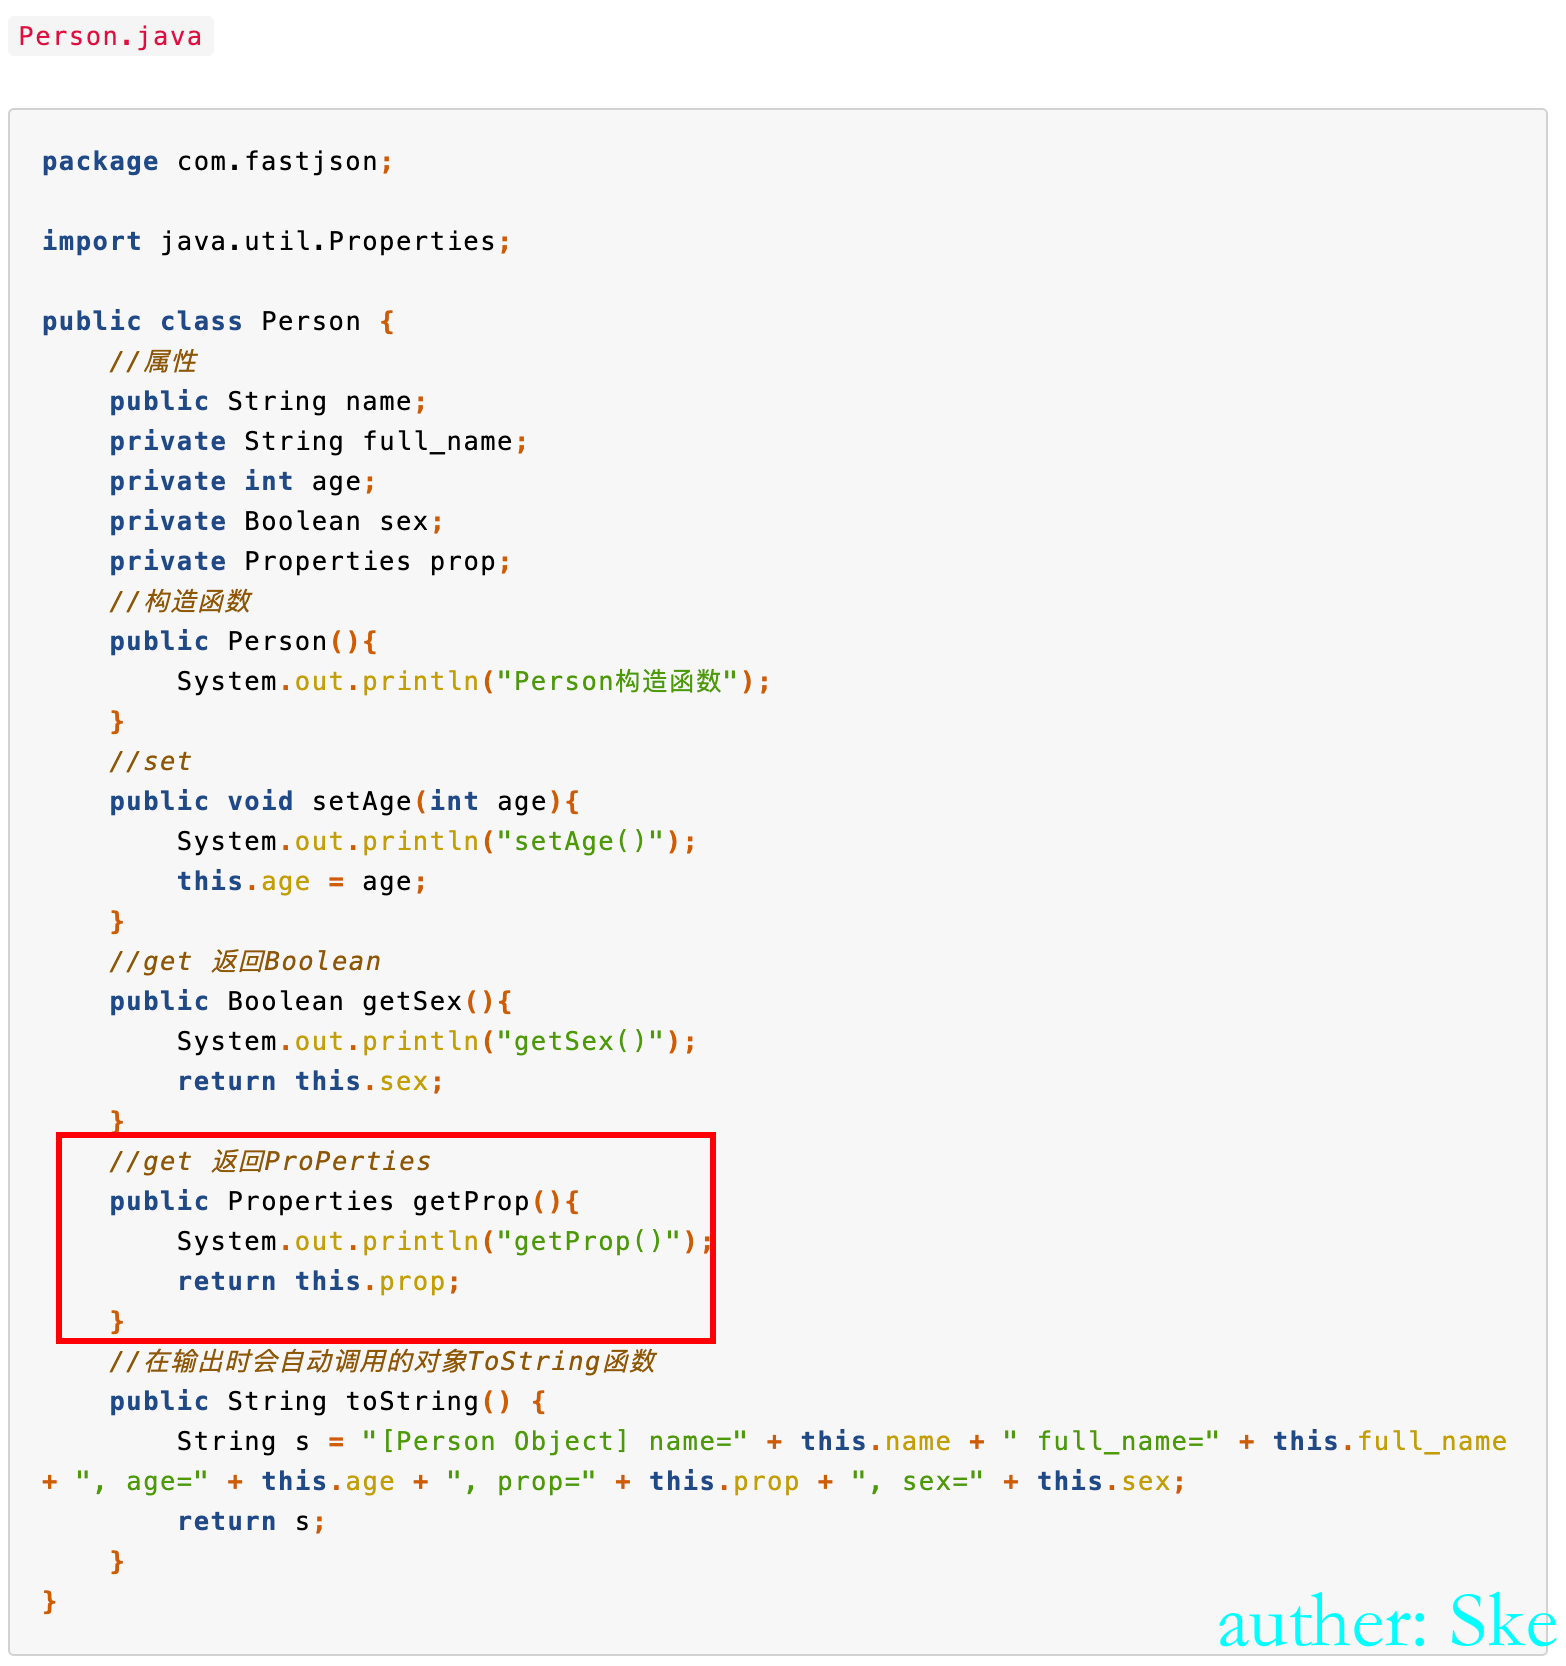 Person.java
package com.fastjson;
import java.util.Properties;
public class Person {
//属性
public String name;
private String full_name;
private int age;
private Boolean sex;
private Properties prop;
//构造函数
public Person(){
System.out.println("Person构造函数");
}
//set
public void setAge(int age){
System.out.println("setAge()");
this.age = age;
}
//get 返回Boolean
public Boolean getSex(){
System.out.println("getSex()");
return this.sex;
}
//get 返回ProPerties
public Properties getProp(){
System.out.println("getProp()");
return this.prop;
}
//在输出时会自动调用的对象ToString函数
public String toString() {
String s = "[Person Object] name=" + this.name + " full_name=" + this.full_name
+ ", age=" + this.age + ", prop=" + this.prop + ", sex=" + this.sex;
return s;
}
}
auther: Ske